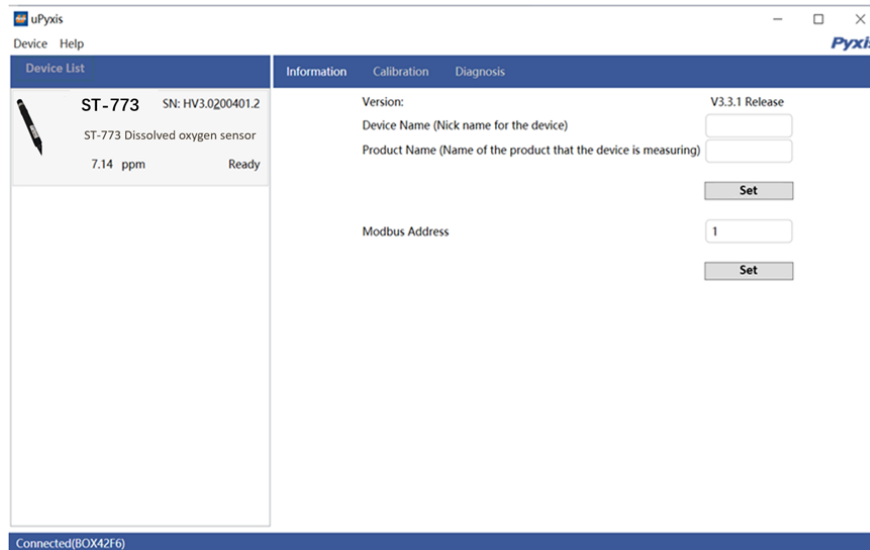 uPyxis
Device Help
Pyxis
Device List
Information Calibration Diagnosis
ST-773 SN: HV3.0200401.2
ST-773 Dissolved oxygen sensor
7.14 ppm Ready
Version: V3.3.1 Release
Device Name (Nick name for the device)
Product Name (Name of the product that the device is measuring)
Set
Modbus Address 1
Set
Connected(BOX42F6)